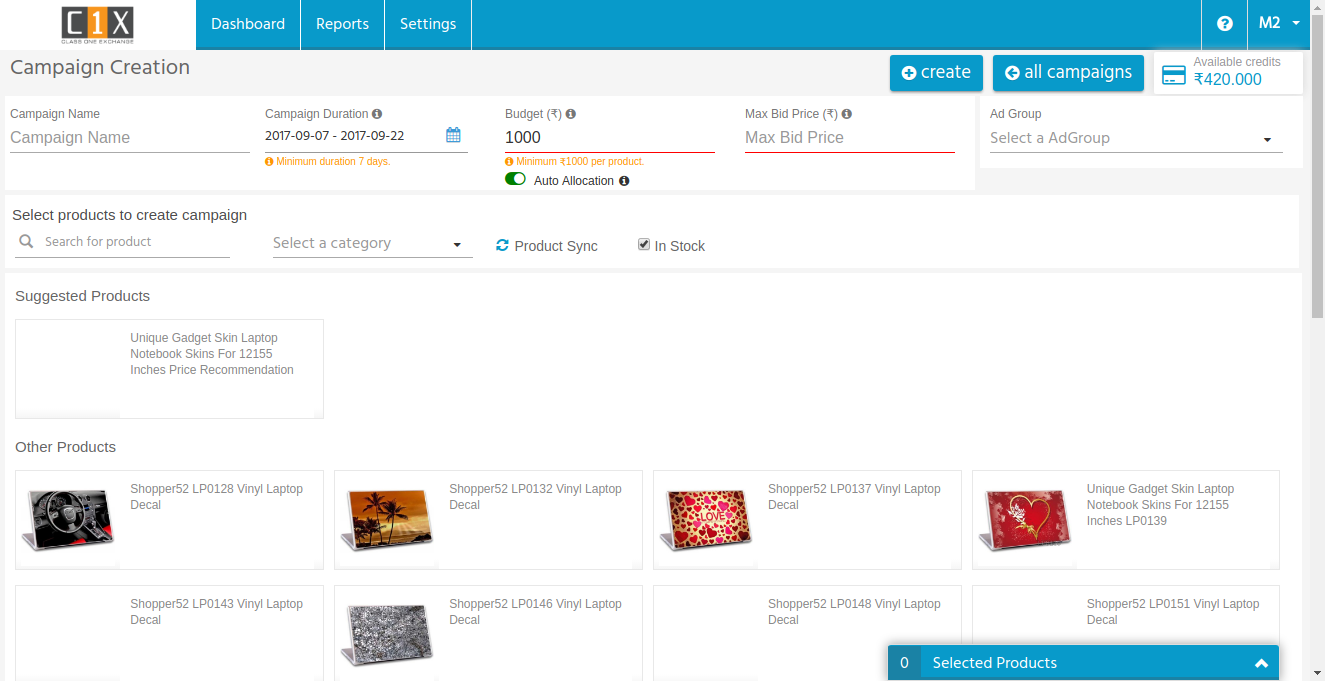 C1X
CLASS ONE EXCHANGE
Dashboard
Reports
Settings
M2
Campaign Creation
create
all campaigns
Available credits
₹420.000
Campaign Name
Campaign Name
Campaign Duration
2017-09-07 - 2017-09-22
Minimum duration 7 days.
Budget (₹)
1000
Minimum ₹1000 per product.
Auto Allocation
Max Bid Price (₹)
Max Bid Price
Ad Group
Select a AdGroup
Select products to create campaign
Search for product
Select a category
Product Sync
In Stock
Suggested Products
Unique Gadget Skin Laptop
Notebook Skins For 12155
Inches Price Recommendation
Other Products
Shopper52 LP0128 Vinyl Laptop
Decal
Shopper52 LP0132 Vinyl Laptop
Decal
LOVE
Shopper52 LP0137 Vinyl Laptop
Decal
Unique Gadget Skin Laptop
Notebook Skins For 12155
Inches LP0139
Shopper52 LP0143 Vinyl Laptop
Decal
Shopper52 LP0146 Vinyl Laptop
Decal
Shopper52 LP0148 Vinyl Laptop
Decal
Shopper52 LP0151 Vinyl Laptop
Decal
0
Selected Products